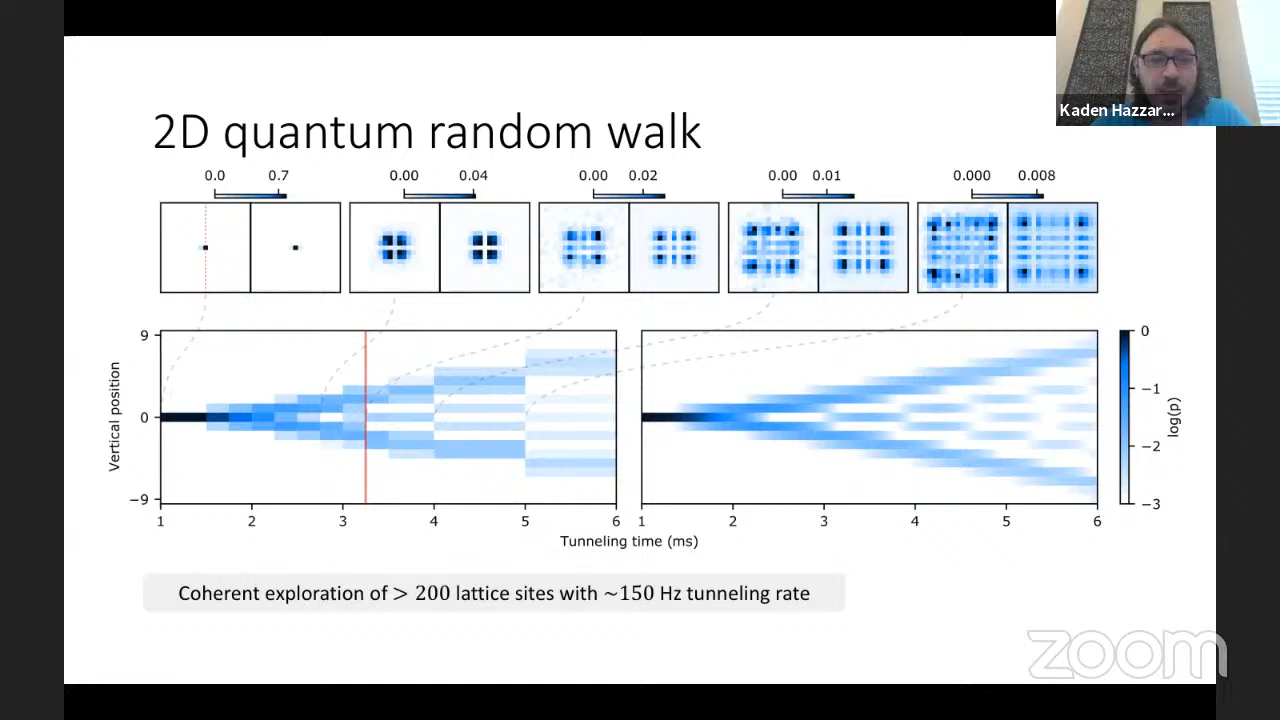 Kaden Hazzar...
2D quantum random walk
0.0 0.7 0.00 0.04 0.00 0.02 0.00 0.01 0.000 0.008
9
0
−9
Vertical position
1 2 3 4 5 6
1 2 3 4 5 6
Tunneling time (ms)
0
−1
−2
−3
log(p)
Coherent exploration of > 200 lattice sites with ~150 Hz tunneling rate
zoom